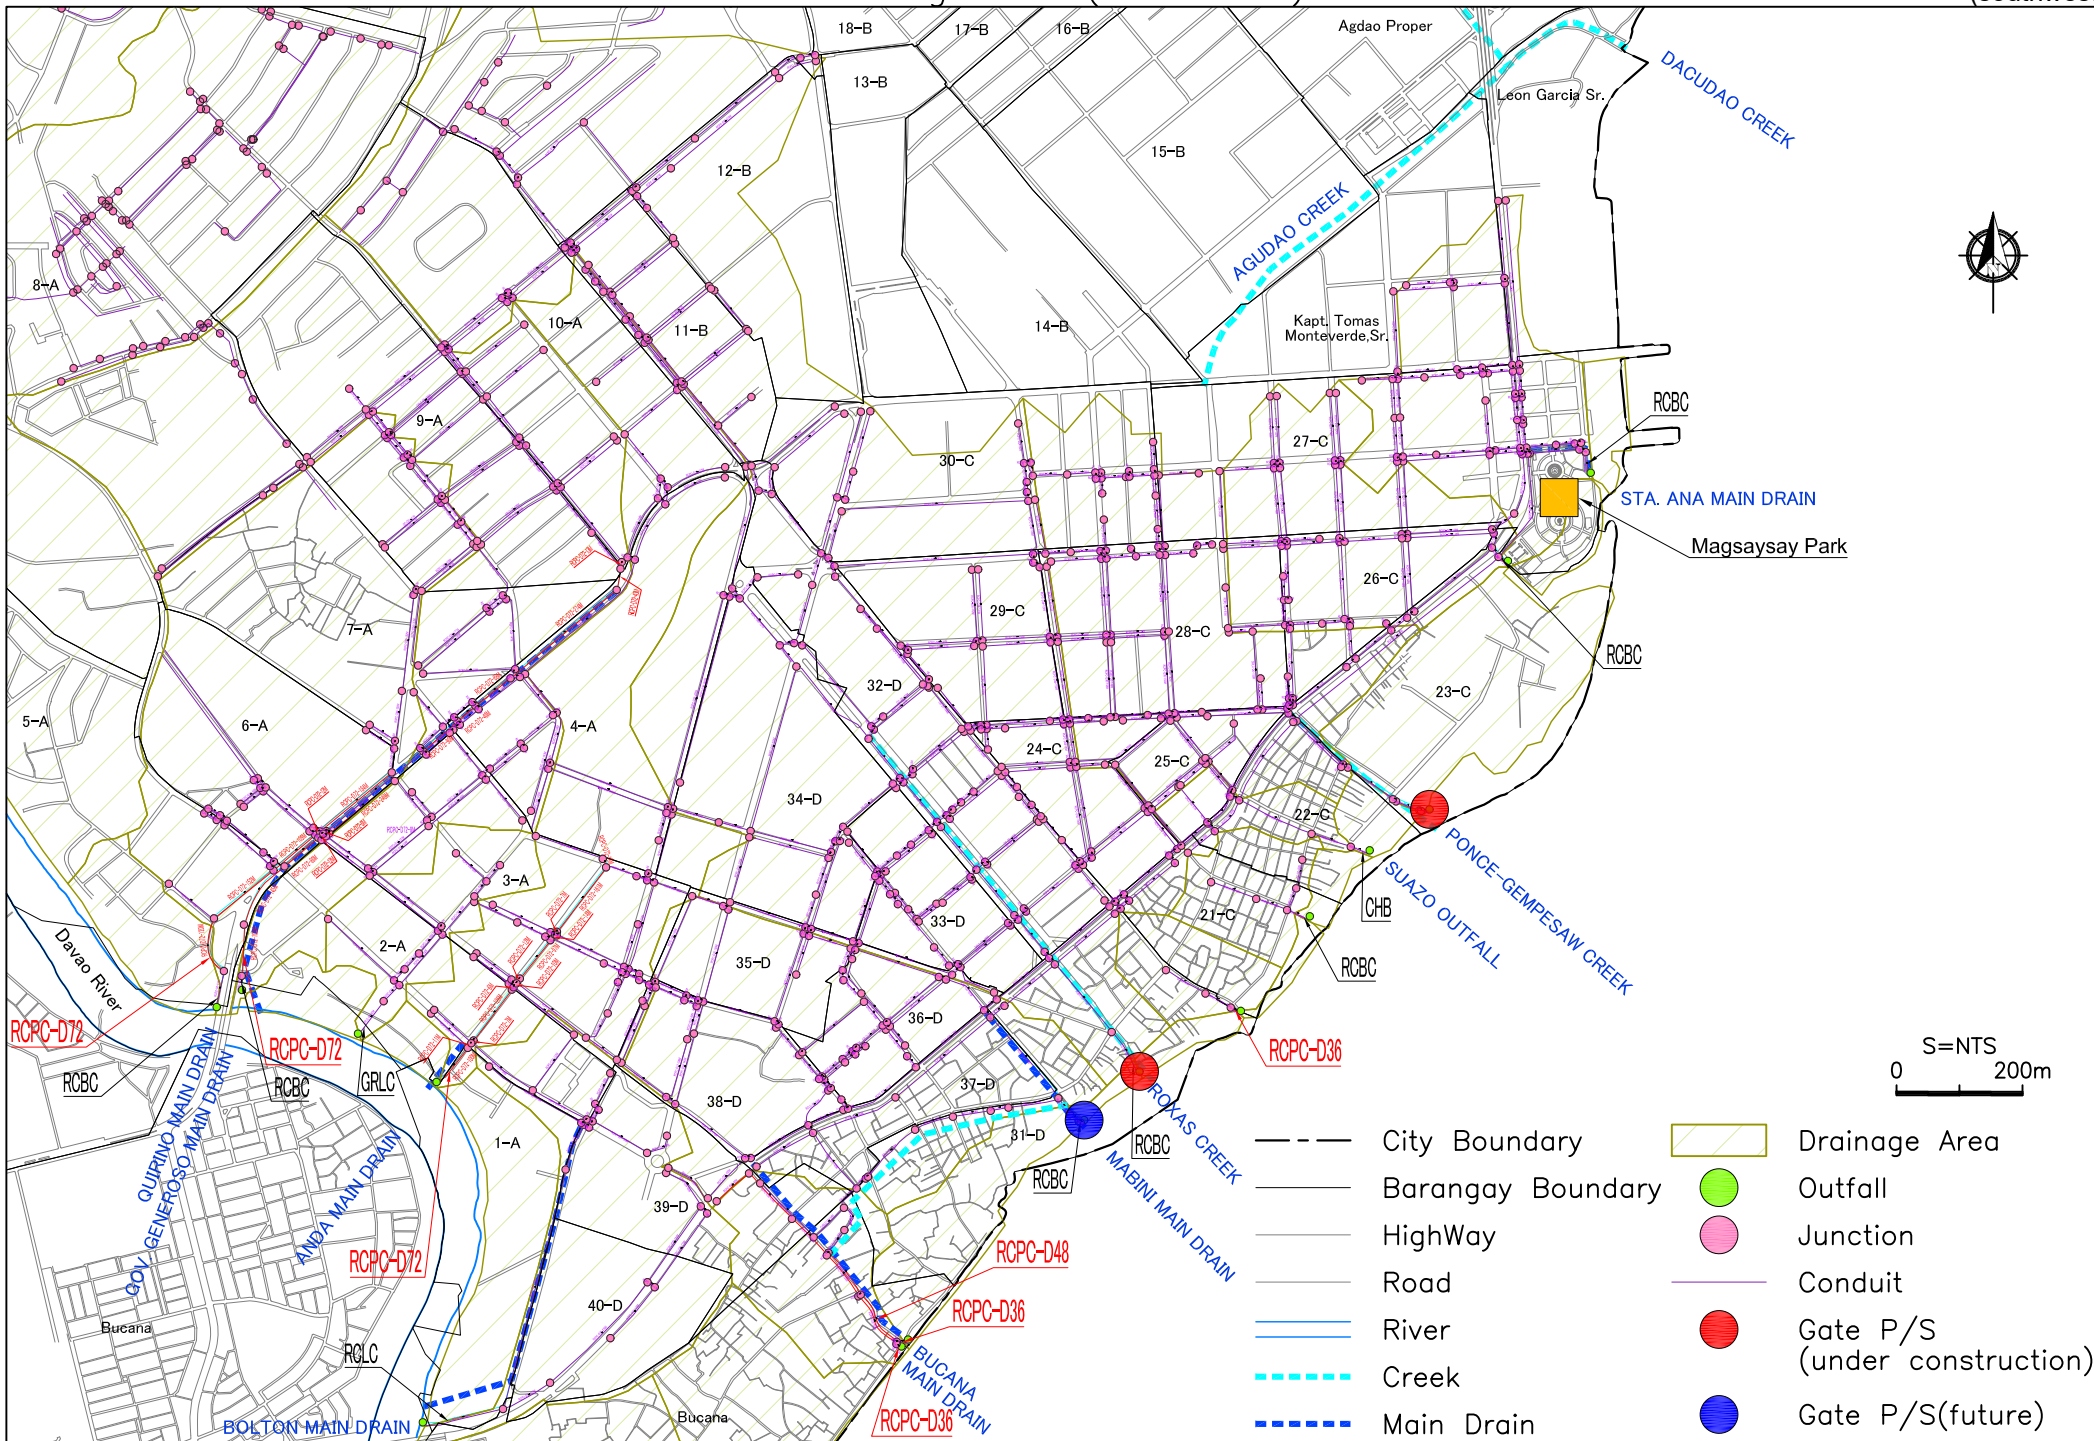 18-B
17-B
16-B
Agdao Proper
13-B
DACUDAO CREEK
Leon Garcia Sr.
15-B
12-B
AGUDAO CREEK
8-A
10-A
11-B
14-B
Kapt. Tomas
Monteverde,Sr.
N
RCBC
9-A
27-C
30-C
STA. ANA MAIN DRAIN
Magsaysay Park
26-C
29-C
7-A
28-C
RCBC
32-D
23-C
5-A
6-A
4-A
24-C
25-C
34-D
22-C
PONCE-GEMPESAW CREEK
3-A
SUAZO OUTFALL
CHB
33-D
21-C
2-A
Davao River
35-D
RCBC
36-D
RCPC-D72
RCPC-D72
RCPC-D36
S=NTS
0 200m
RCBC
RCBC
GRLC
QUIRINO MAIN DRAIN
GOV. GENEROSO MAIN DRAIN
37-D
38-D
ROXAS CREEK
1-A
31-D
RCBC
RCBC
ANDA MAIN DRAIN
MABINI MAIN DRAIN
39-D
RCPC-D72
RCPC-D48
40-D
RCPC-D36
Bucana
RCLC
BUCANA
MAIN DRAIN
Bucana
RCPC-D36
BOLTON MAIN DRAIN
City Boundary
Barangay Boundary
HighWay
Road
River
Creek
Main Drain
Drainage Area
Outfall
Junction
Conduit
Gate P/S
(under construction)
Gate P/S(future)